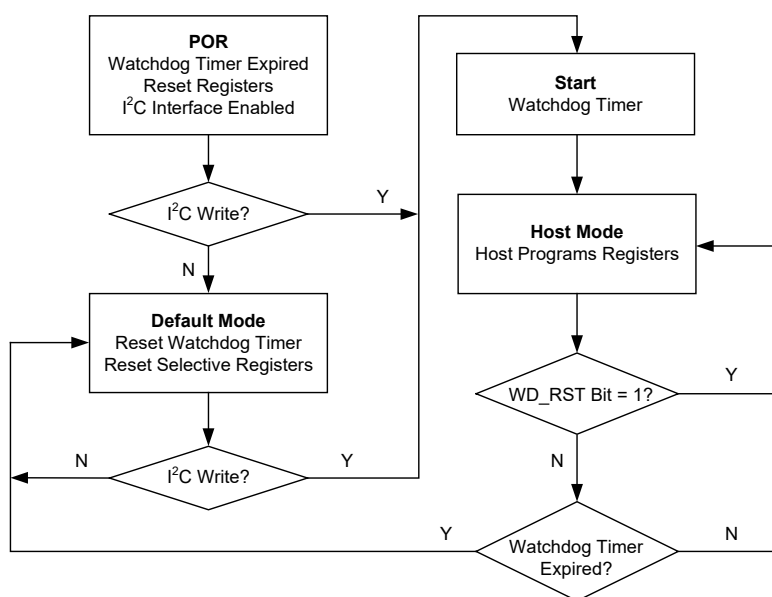 POR
Watchdog Timer Expired
Reset Registers
I²C Interface Enabled
Y
I²C Write?
N
Default Mode
Reset Watchdog Timer
Reset Selective Registers
N
I²C Write?
Y
Start
Watchdog Timer
Host Mode
Host Programs Registers
WD_RST Bit = 1?
Y
N
Y
Watchdog Timer
Expired?
N